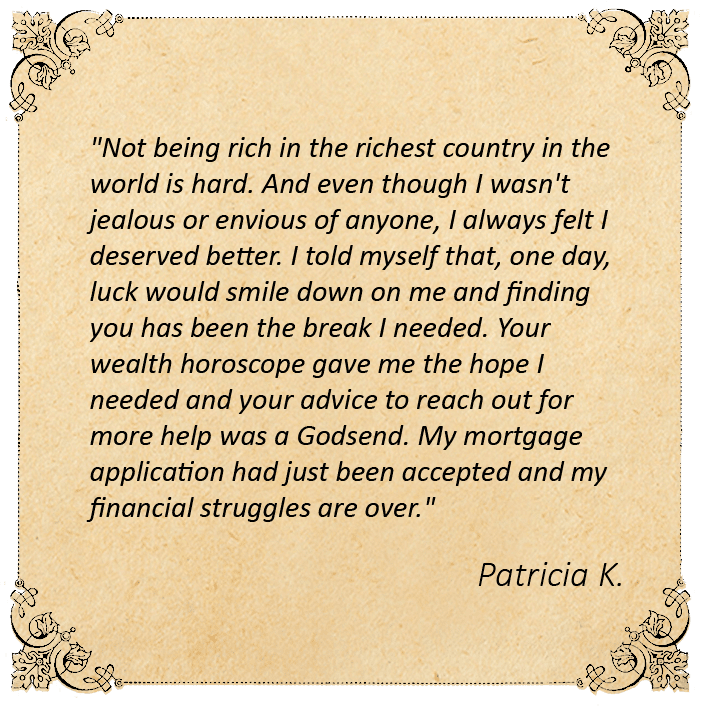 "Not being rich in the richest country in the
world is hard. And even though I wasn't
jealous or envious of anyone, I always felt I
deserved better. I told myself that, one day,
luck would smile down on me and finding
you has been the break I needed. Your
wealth horoscope gave me the hope I
needed and your advice to reach out for
more help was a Godsend. My mortgage
application had just been accepted and my
financial struggles are over."
Patricia K.